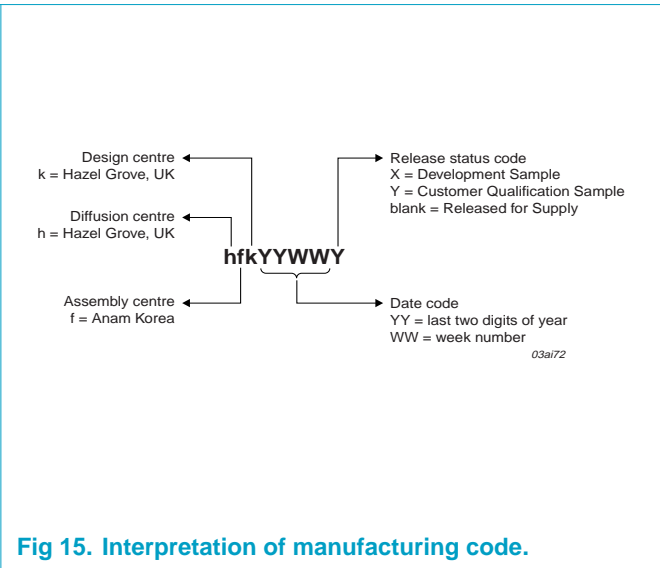 Design centre
k = Hazel Grove, UK
Diffusion centre
h = Hazel Grove, UK
Assembly centre
f = Anam Korea
hfkYYWWY
Release status code
X = Development Sample
Y = Customer Qualification Sample
blank = Released for Supply
Date code
YY = last two digits of year
WW = week number
03ai72
Fig 15. Interpretation of manufacturing code.